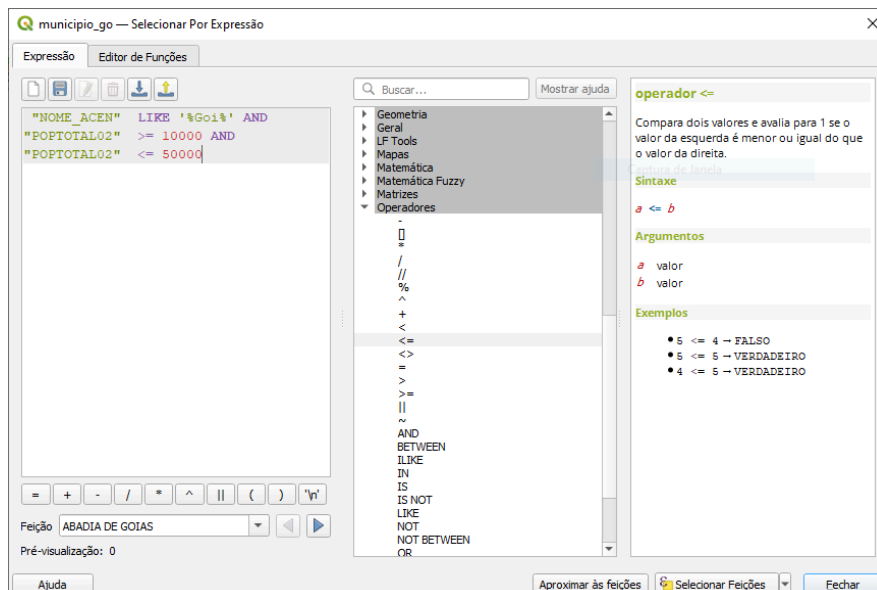 municipio_go — Selecionar Por Expressão
Expressão
Editor de Funções
"NOME_ACEN" LIKE '%Goi%' AND
"POPTOTAL02" >= 10000 AND
"POPTOTAL02" <= 50000
= + - / * ^ || ( ) '\n'
Feição ABADIA DE GOIAS
Pré-visualização: 0
Buscar...
Mostrar ajuda
Geometria
Geral
LF Tools
Mapas
Matemática
Matemática Fuzzy
Matrizes
Operadores
-
[]
*
/
//
%
^
+
<
<=
<>
=
>
>=
||
~
AND
BETWEEN
ILIKE
IN
IS
IS NOT
LIKE
NOT
NOT BETWEEN
OR
operador <=
Compara dois valores e avalia para 1 se o
valor da esquerda é menor ou igual do que
o valor da direita.
Captura de Janela
Sintaxe
a <= b
Argumentos
a valor
b valor
Exemplos
5 <= 4 → FALSO
5 <= 5 → VERDADEIRO
4 <= 5 → VERDADEIRO
Ajuda
Aproximar às feições
Selecionar Feições
Fechar